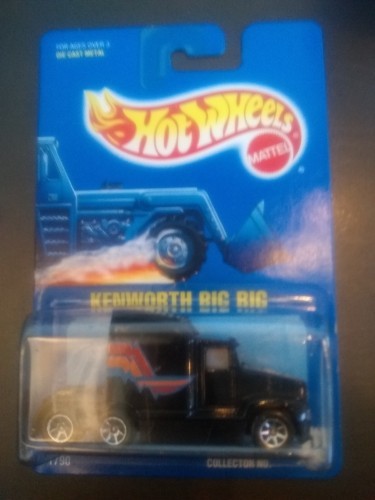 FOR AGES OVER 3
DIE CAST METAL
Hot Wheels
MATTEL
KENWORTH BIG RIG
COLLECTOR NO.